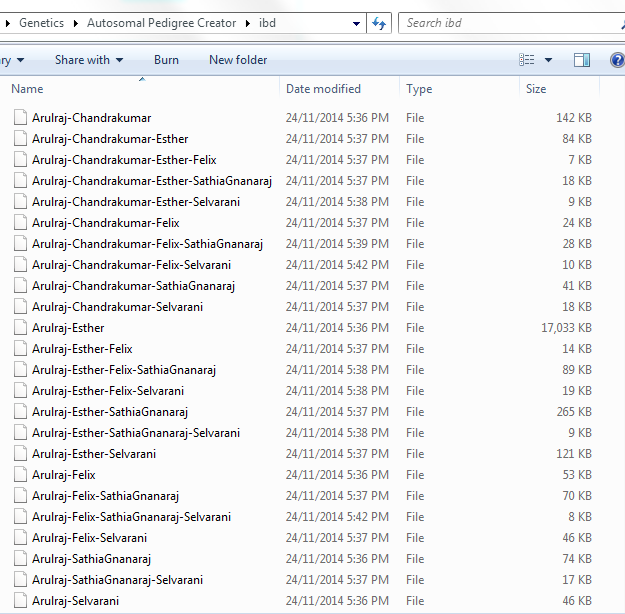 Genetics Autosomal Pedigree Creator ibd Search ibd
ry Share with Burn New folder
Name Date modified Type Size
Arulraj-Chandrakumar 24/11/2014 5:36 PM File 142 KB
Arulraj-Chandrakumar-Esther 24/11/2014 5:37 PM File 84 KB
Arulraj-Chandrakumar-Esther-Felix 24/11/2014 5:37 PM File 7 KB
Arulraj-Chandrakumar-Esther-SathiaGnanaraj 24/11/2014 5:37 PM File 18 KB
Arulraj-Chandrakumar-Esther-Selvarani 24/11/2014 5:38 PM File 9 KB
Arulraj-Chandrakumar-Felix 24/11/2014 5:37 PM File 24 KB
Arulraj-Chandrakumar-Felix-SathiaGnanaraj 24/11/2014 5:39 PM File 28 KB
Arulraj-Chandrakumar-Felix-Selvarani 24/11/2014 5:42 PM File 10 KB
Arulraj-Chandrakumar-SathiaGnanaraj 24/11/2014 5:37 PM File 41 KB
Arulraj-Chandrakumar-Selvarani 24/11/2014 5:37 PM File 18 KB
Arulraj-Esther 24/11/2014 5:36 PM File 17,033 KB
Arulraj-Esther-Felix 24/11/2014 5:37 PM File 14 KB
Arulraj-Esther-Felix-SathiaGnanaraj 24/11/2014 5:38 PM File 89 KB
Arulraj-Esther-Felix-Selvarani 24/11/2014 5:38 PM File 19 KB
Arulraj-Esther-SathiaGnanaraj 24/11/2014 5:37 PM File 265 KB
Arulraj-Esther-SathiaGnanaraj-Selvarani 24/11/2014 5:38 PM File 9 KB
Arulraj-Esther-Selvarani 24/11/2014 5:37 PM File 121 KB
Arulraj-Felix 24/11/2014 5:36 PM File 53 KB
Arulraj-Felix-SathiaGnanaraj 24/11/2014 5:37 PM File 70 KB
Arulraj-Felix-SathiaGnanaraj-Selvarani 24/11/2014 5:42 PM File 8 KB
Arulraj-Felix-Selvarani 24/11/2014 5:37 PM File 46 KB
Arulraj-SathiaGnanaraj 24/11/2014 5:36 PM File 74 KB
Arulraj-SathiaGnanaraj-Selvarani 24/11/2014 5:37 PM File 17 KB
Arulraj-Selvarani 24/11/2014 5:36 PM File 46 KB